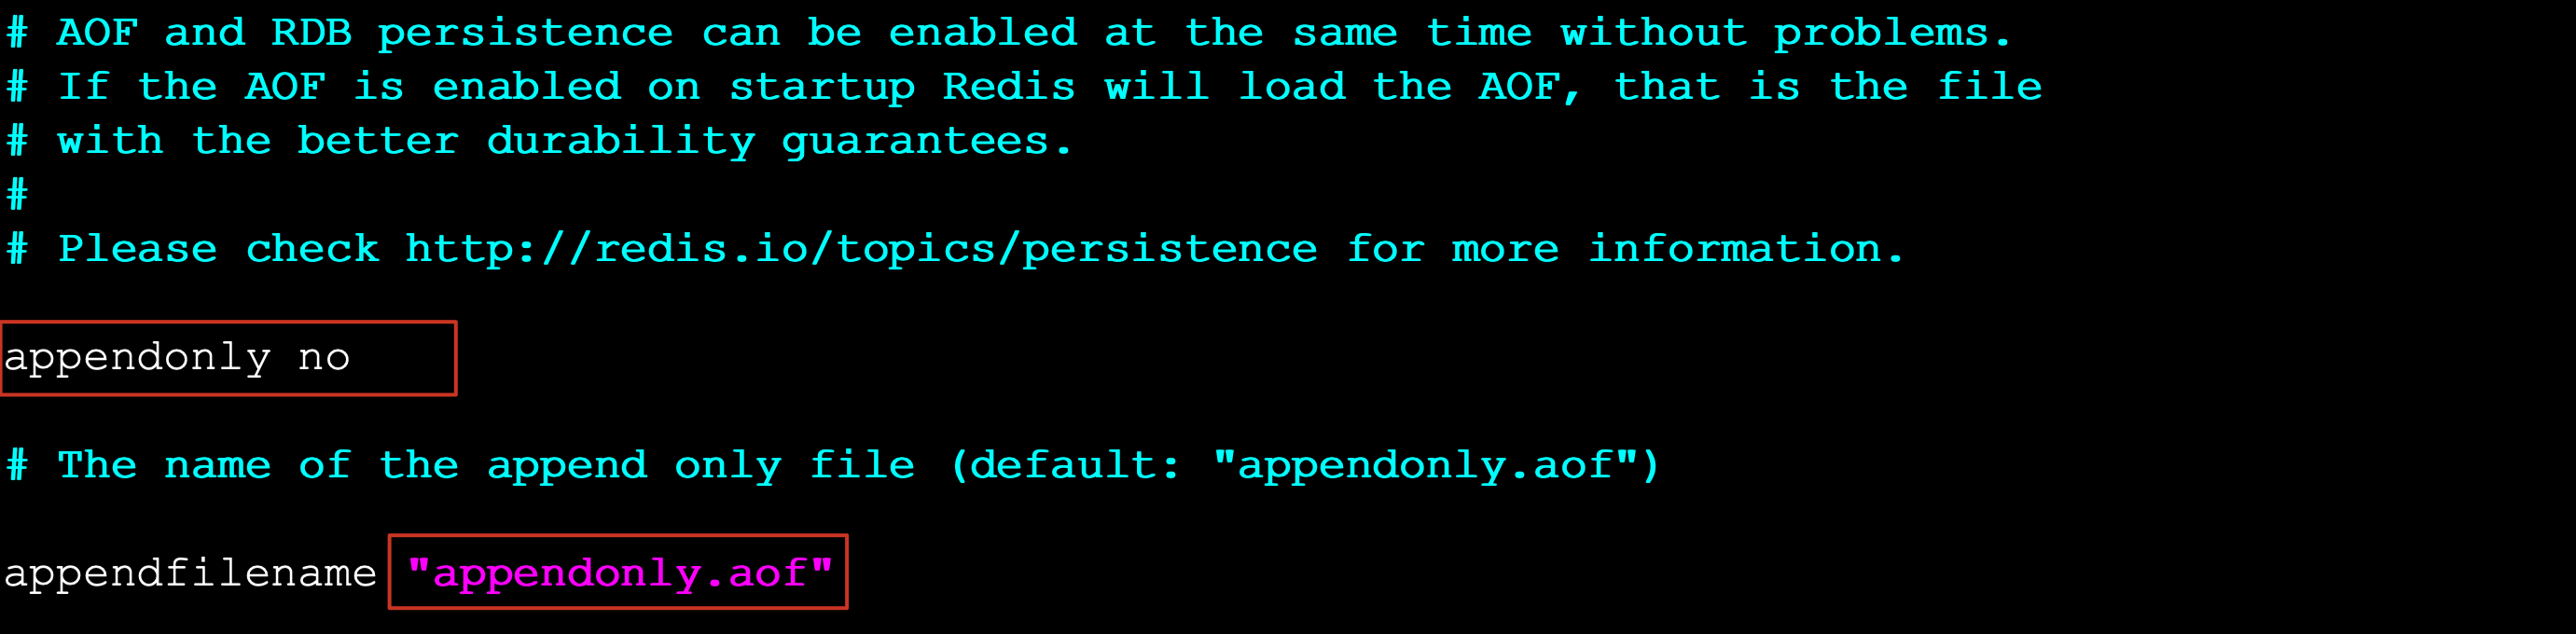 # AOF and RDB persistence can be enabled at the same time without problems.
# If the AOF is enabled on startup Redis will load the AOF, that is the file
# with the better durability guarantees.
#
# Please check http://redis.io/topics/persistence for more information.
appendonly no
# The name of the append only file (default: "appendonly.aof")
appendfilename "appendonly.aof"